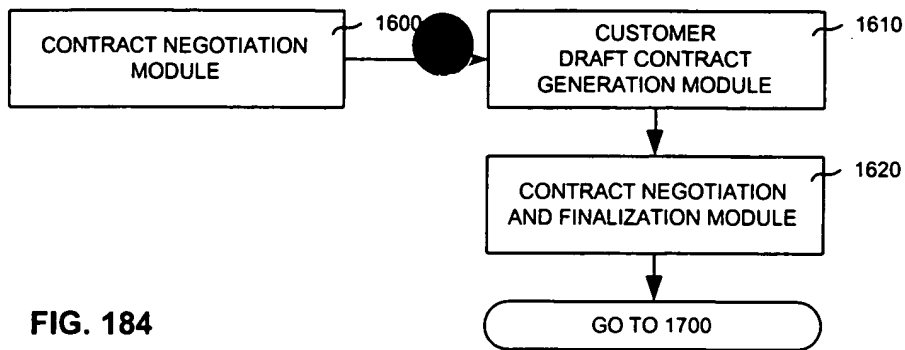 CONTRACT NEGOTIATION
MODULE
1600
CUSTOMER
DRAFT CONTRACT
GENERATION MODULE
1610
CONTRACT NEGOTIATION
AND FINALIZATION MODULE
1620
GO TO 1700
FIG. 184